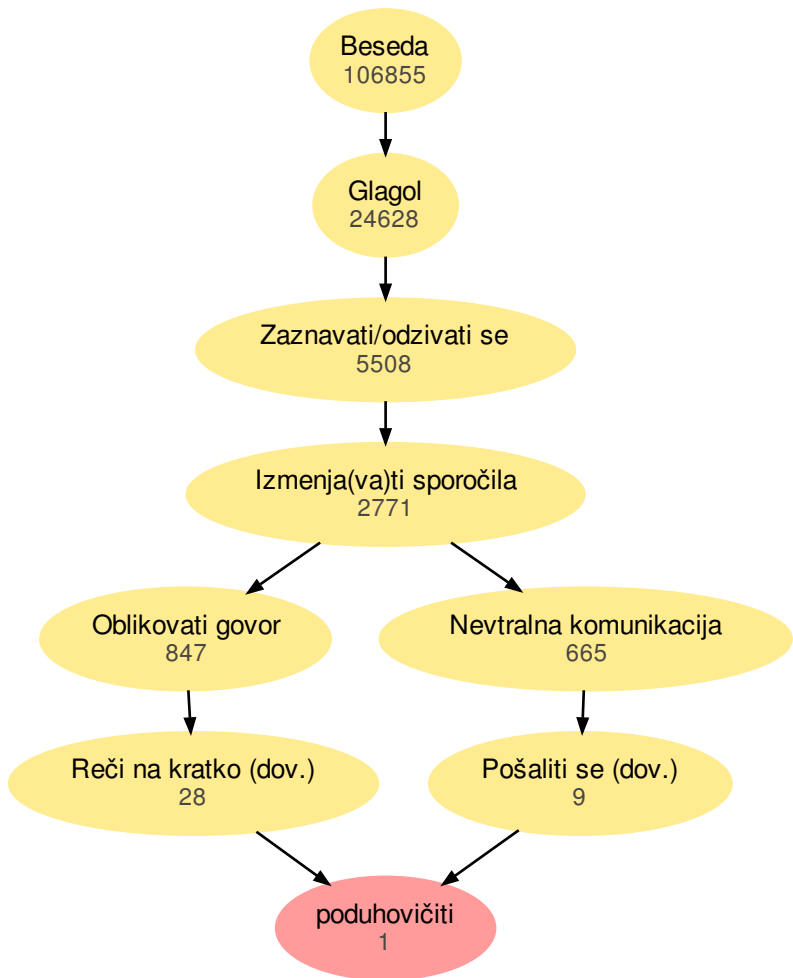 Beseda
106855
Glagol
24628
Zaznavati/odzivati se
5508
Izmenja(va)ti sporočila
2771
Oblikovati govor
847
Nevtralna komunikacija
665
Reči na kratko (dov.)
28
Pošaliti se (dov.)
9
poduhovičiti
1